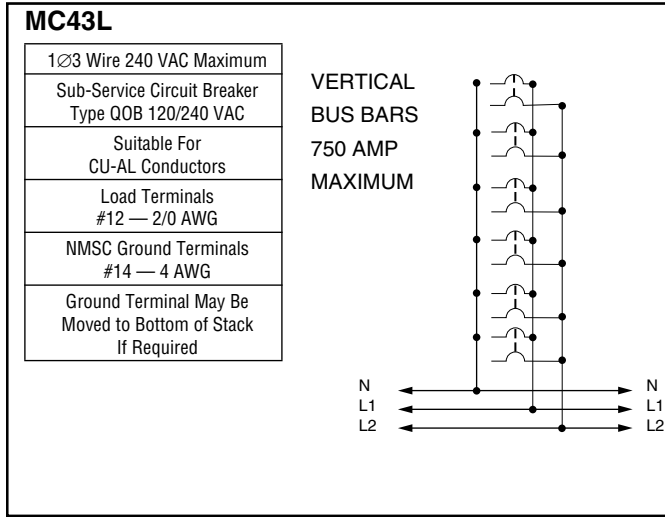 MC43L
1∅3 Wire 240 VAC Maximum
Sub-Service Circuit Breaker
Type QOB 120/240 VAC
Suitable For
CU-AL Conductors
Load Terminals
#12 — 2/0 AWG
NMSC Ground Terminals
#14 — 4 AWG
Ground Terminal May Be
Moved to Bottom of Stack
If Required
VERTICAL
BUS BARS
750 AMP
MAXIMUM
N N
L1 L1
L2 L2